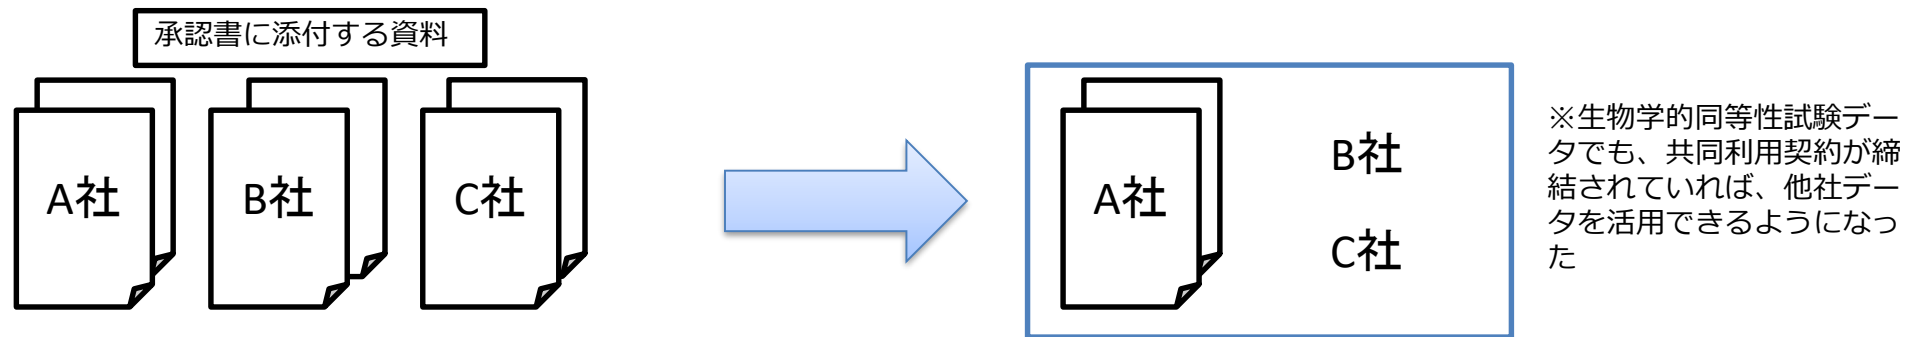 承認書に添付する資料
A社
B社
C社
A社
B社
C社
※生物学的同等性試験デー
タでも、共同利用契約が締
結されていれば、他社デー
タを活用できるようになっ
た